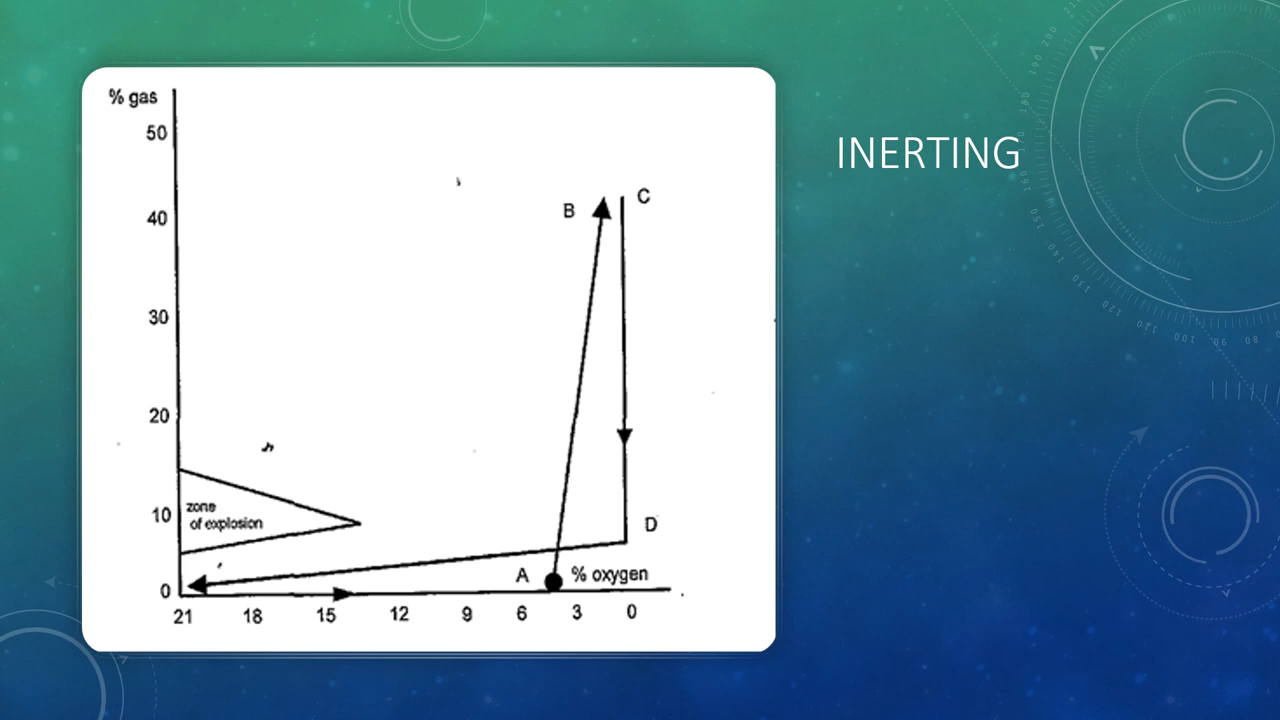 INERTING
% gas
50
40
30
20
10
0
B
C
zone
of explosion
D
A
% oxygen
21 18 15 12 9 6 3 0